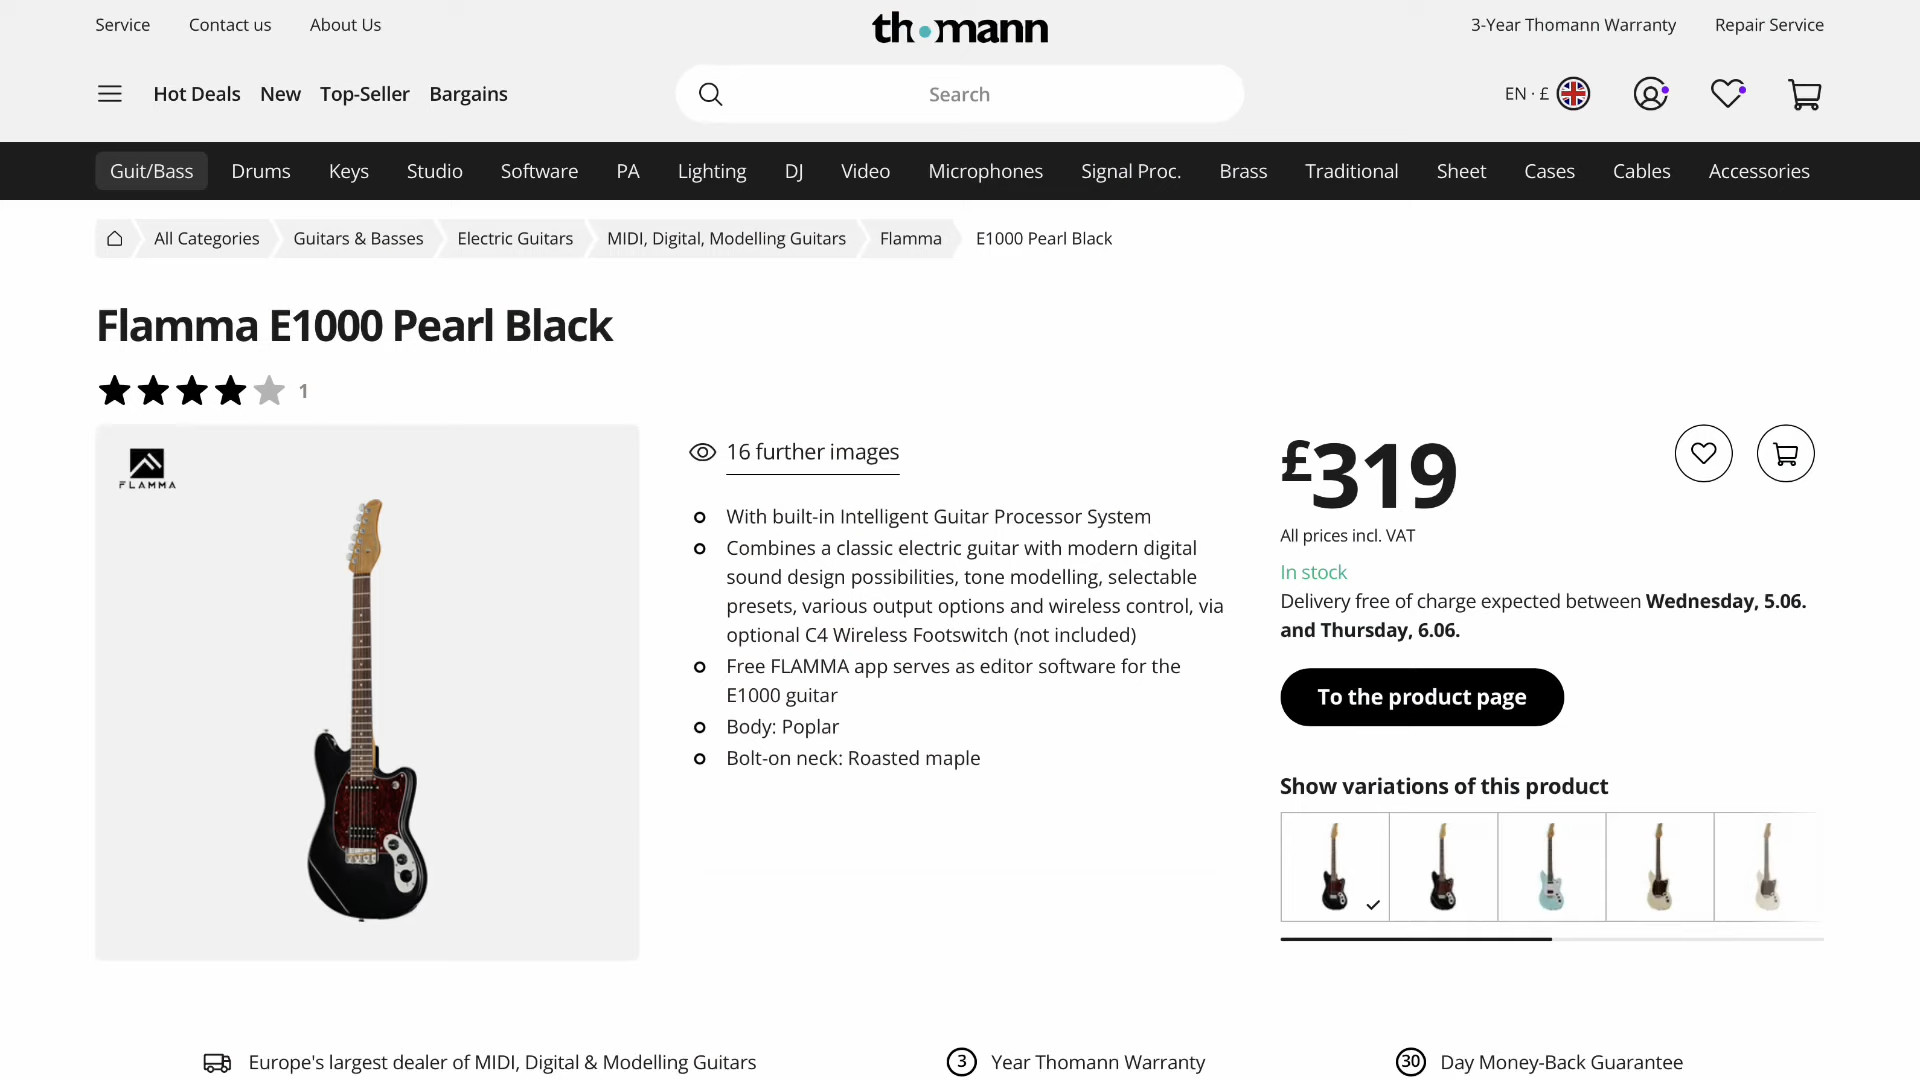 Service Contact us About Us
thomann
3-Year Thomann Warranty Repair Service
Hot Deals New Top-Seller Bargains
Search
EN · £
Guit/Bass Drums Keys Studio Software PA Lighting DJ Video Microphones Signal Proc. Brass Traditional Sheet Cases Cables Accessories
All Categories Guitars & Basses Electric Guitars MIDI, Digital, Modelling Guitars Flamma E1000 Pearl Black
Flamma E1000 Pearl Black
1
FLAMMA
16 further images
With built-in Intelligent Guitar Processor System
Combines a classic electric guitar with modern digital
sound design possibilities, tone modelling, selectable
presets, various output options and wireless control, via
optional C4 Wireless Footswitch (not included)
Free FLAMMA app serves as editor software for the
E1000 guitar
Body: Poplar
Bolt-on neck: Roasted maple
£319
All prices incl. VAT
In stock
Delivery free of charge expected between Wednesday, 5.06.
and Thursday, 6.06.
To the product page
Show variations of this product
Europe's largest dealer of MIDI, Digital & Modelling Guitars
3 Year Thomann Warranty
30 Day Money-Back Guarantee